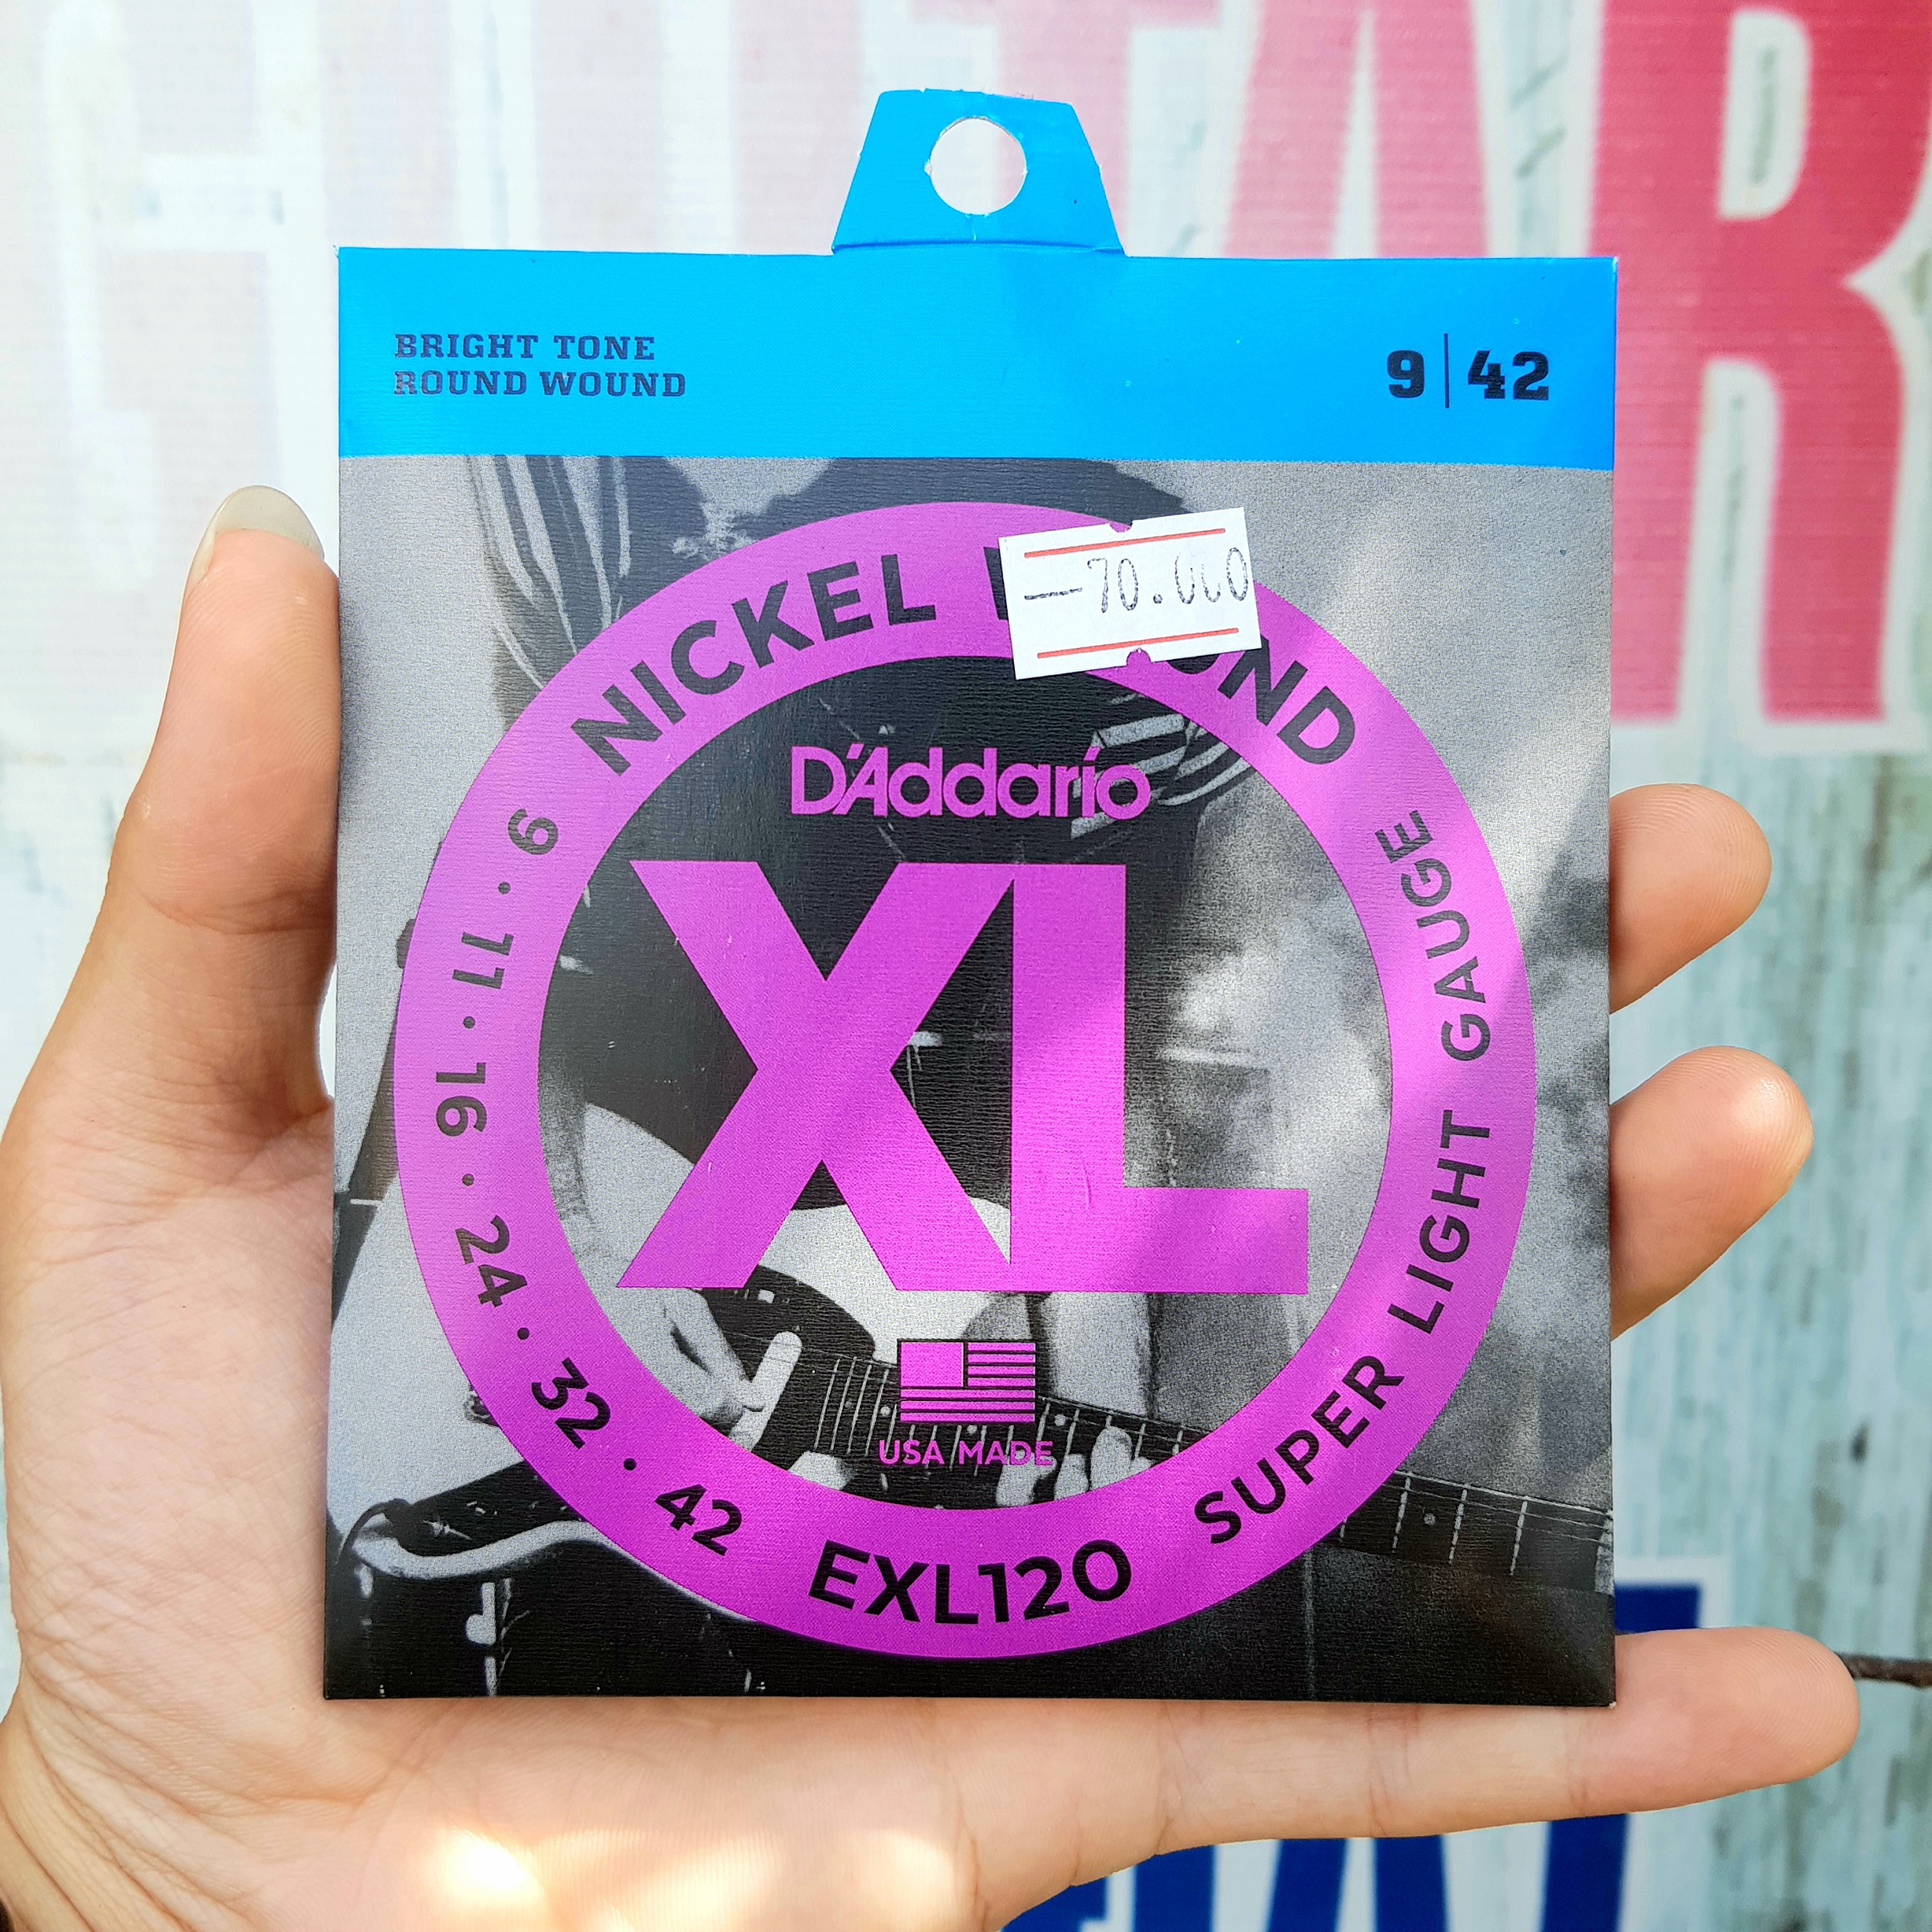 GUITAR
BRIGHT TONE
ROUND WOUND
9|42
NICKEL
-70.000
D'Addario
XL
USA MADE
9 · 11 · 16 · 24 · 32 · 42
EXL120
SUPER LIGHT GAUGE